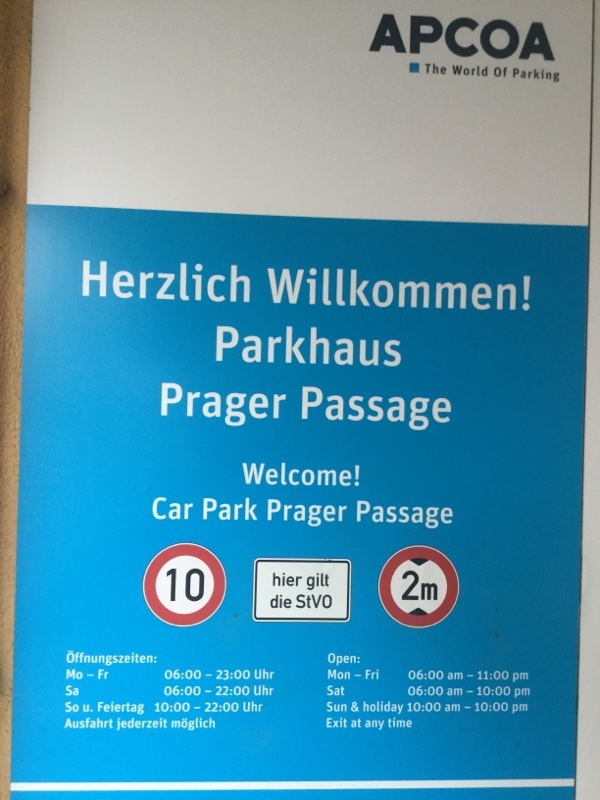 APCOA
The World Of Parking
Herzlich Willkommen!
Parkhaus
Prager Passage
Welcome!
Car Park Prager Passage
10
hier gilt
die StVO
2m
Öffnungszeiten:
Mo – Fr 06:00 – 23:00 Uhr
Sa 06:00 – 22:00 Uhr
So u. Feiertag 10:00 – 22:00 Uhr
Ausfahrt jederzeit möglich
Open:
Mon – Fri 06:00 am – 11:00 pm
Sat 06:00 am – 10:00 pm
Sun & holiday 10:00 am – 10:00 pm
Exit at any time